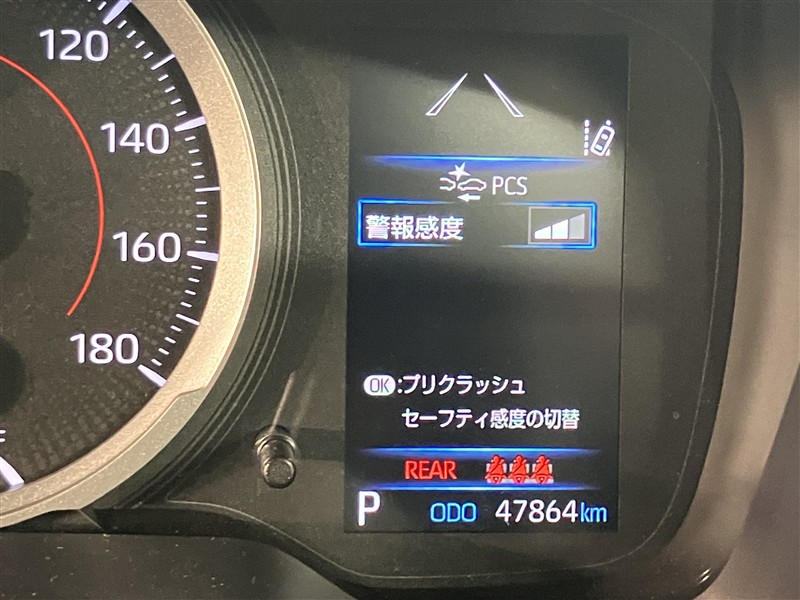 120
140
160
180
PCS
警報感度
OK:プリクラッシュ
セーフティ感度の切替
REAR
P ODO 47864km